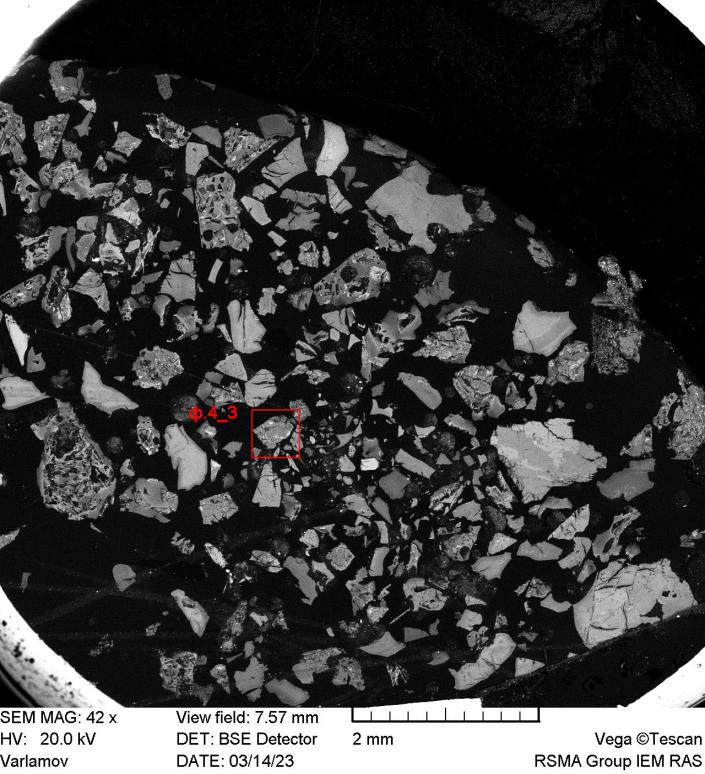 ф.4_3
SEM MAG: 42 x View field: 7.57 mm
HV: 20.0 kV DET: BSE Detector 2 mm Vega ©Tescan
Varlamov DATE: 03/14/23 RSMA Group IEM RAS